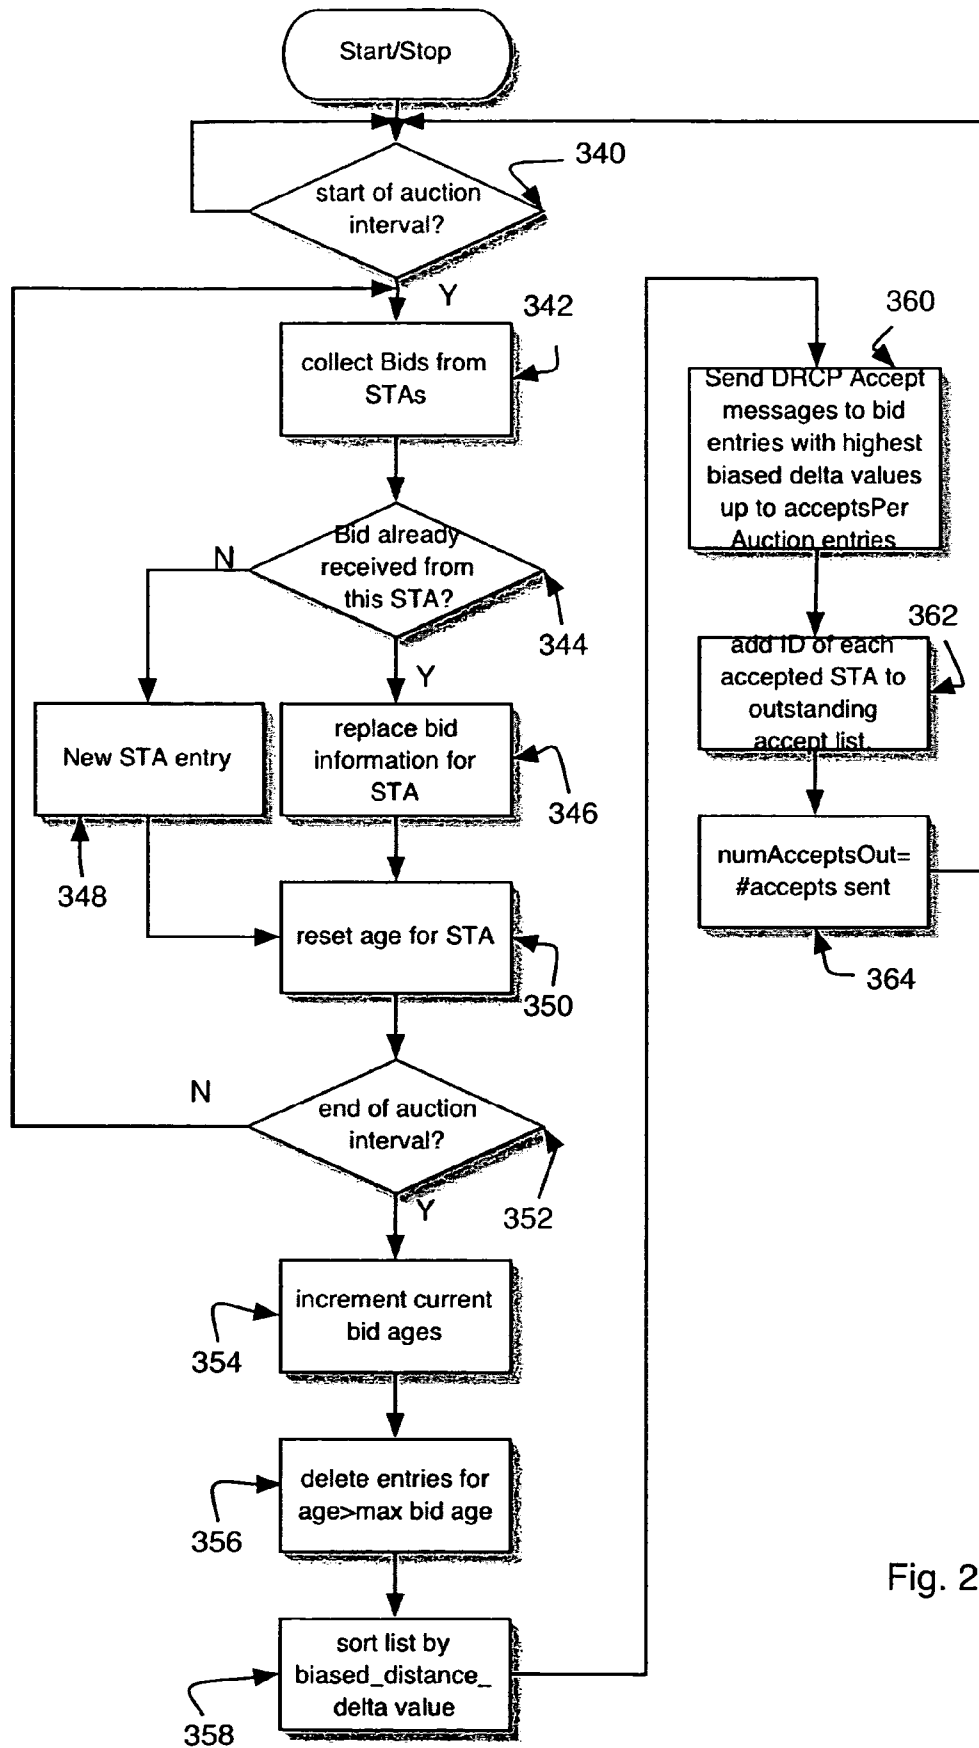 Start/Stop
340
start of auction
interval?
Y
342
collect Bids from
STAs
N
Bid already
received from
this STA?
344
Y
New STA entry
348
replace bid
information for
STA
346
reset age for STA
350
N
end of auction
interval?
352
Y
increment current
bid ages
354
delete entries for
age>max bid age
356
sort list by
biased_distance_
delta value
358
360
Send DRCP Accept
messages to bid
entries with highest
biased delta values
up to acceptsPer
Auction entries
362
add ID of each
accepted STA to
outstanding
accept list.
numAcceptsOut=
#accepts sent
364
Fig. 2